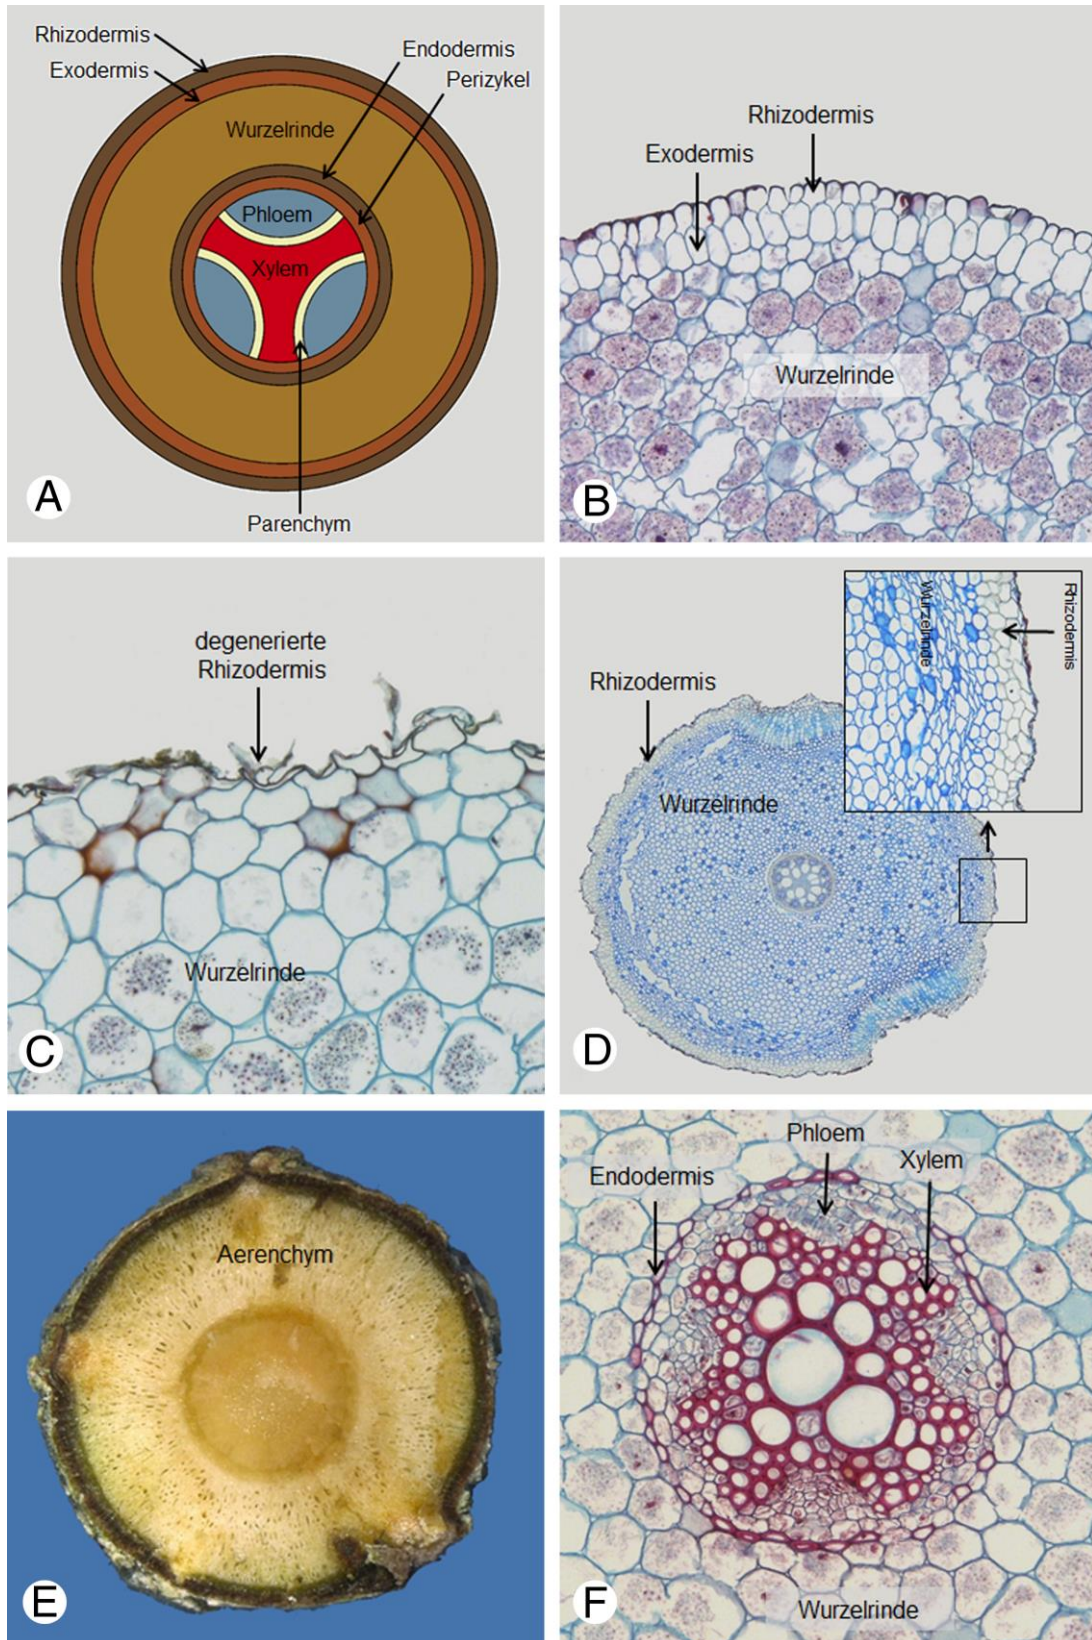 Rhizodermis
Exodermis
Endodermis
Perizykel
Wurzelrinde
Phloem
Xylem
Parenchym
A
Rhizodermis
Exodermis
Wurzelrinde
B
degenerierte
Rhizodermis
Wurzelrinde
C
Rhizodermis
Wurzelrinde
Wurzelrinde
Rhizodermis
D
Aerenchym
E
Phloem
Xylem
Endodermis
Wurzelrinde
F